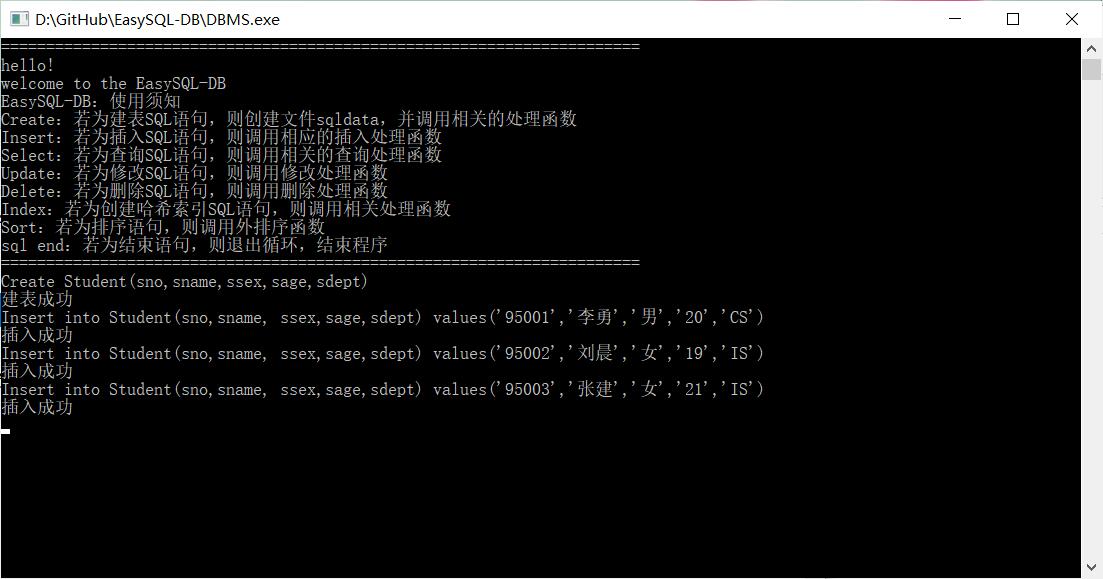 D:\GitHub\EasySQL-DB\DBMS.exe
=======================================================================
hello!
welcome to the EasySQL-DB
EasySQL-DB：使用须知
Create：若为建表SQL语句，则创建文件sqldata，并调用相关的处理函数
Insert：若为插入SQL语句，则调用相应的插入处理函数
Select：若为查询SQL语句，则调用相关的查询处理函数
Update：若为修改SQL语句，则调用修改处理函数
Delete：若为删除SQL语句，则调用删除处理函数
Index：若为创建哈希索引SQL语句，则调用相关处理函数
Sort：若为排序语句，则调用外排序函数
sql end：若为结束语句，则退出循环，结束程序
=======================================================================
Create Student(sno,sname,ssex,sage,sdept)
建表成功
Insert into Student(sno,sname, ssex,sage,sdept) values('95001','李勇','男','20','CS')
插入成功
Insert into Student(sno,sname, ssex,sage,sdept) values('95002','刘晨','女','19','IS')
插入成功
Insert into Student(sno,sname, ssex,sage,sdept) values('95003','张建','女','21','IS')
插入成功